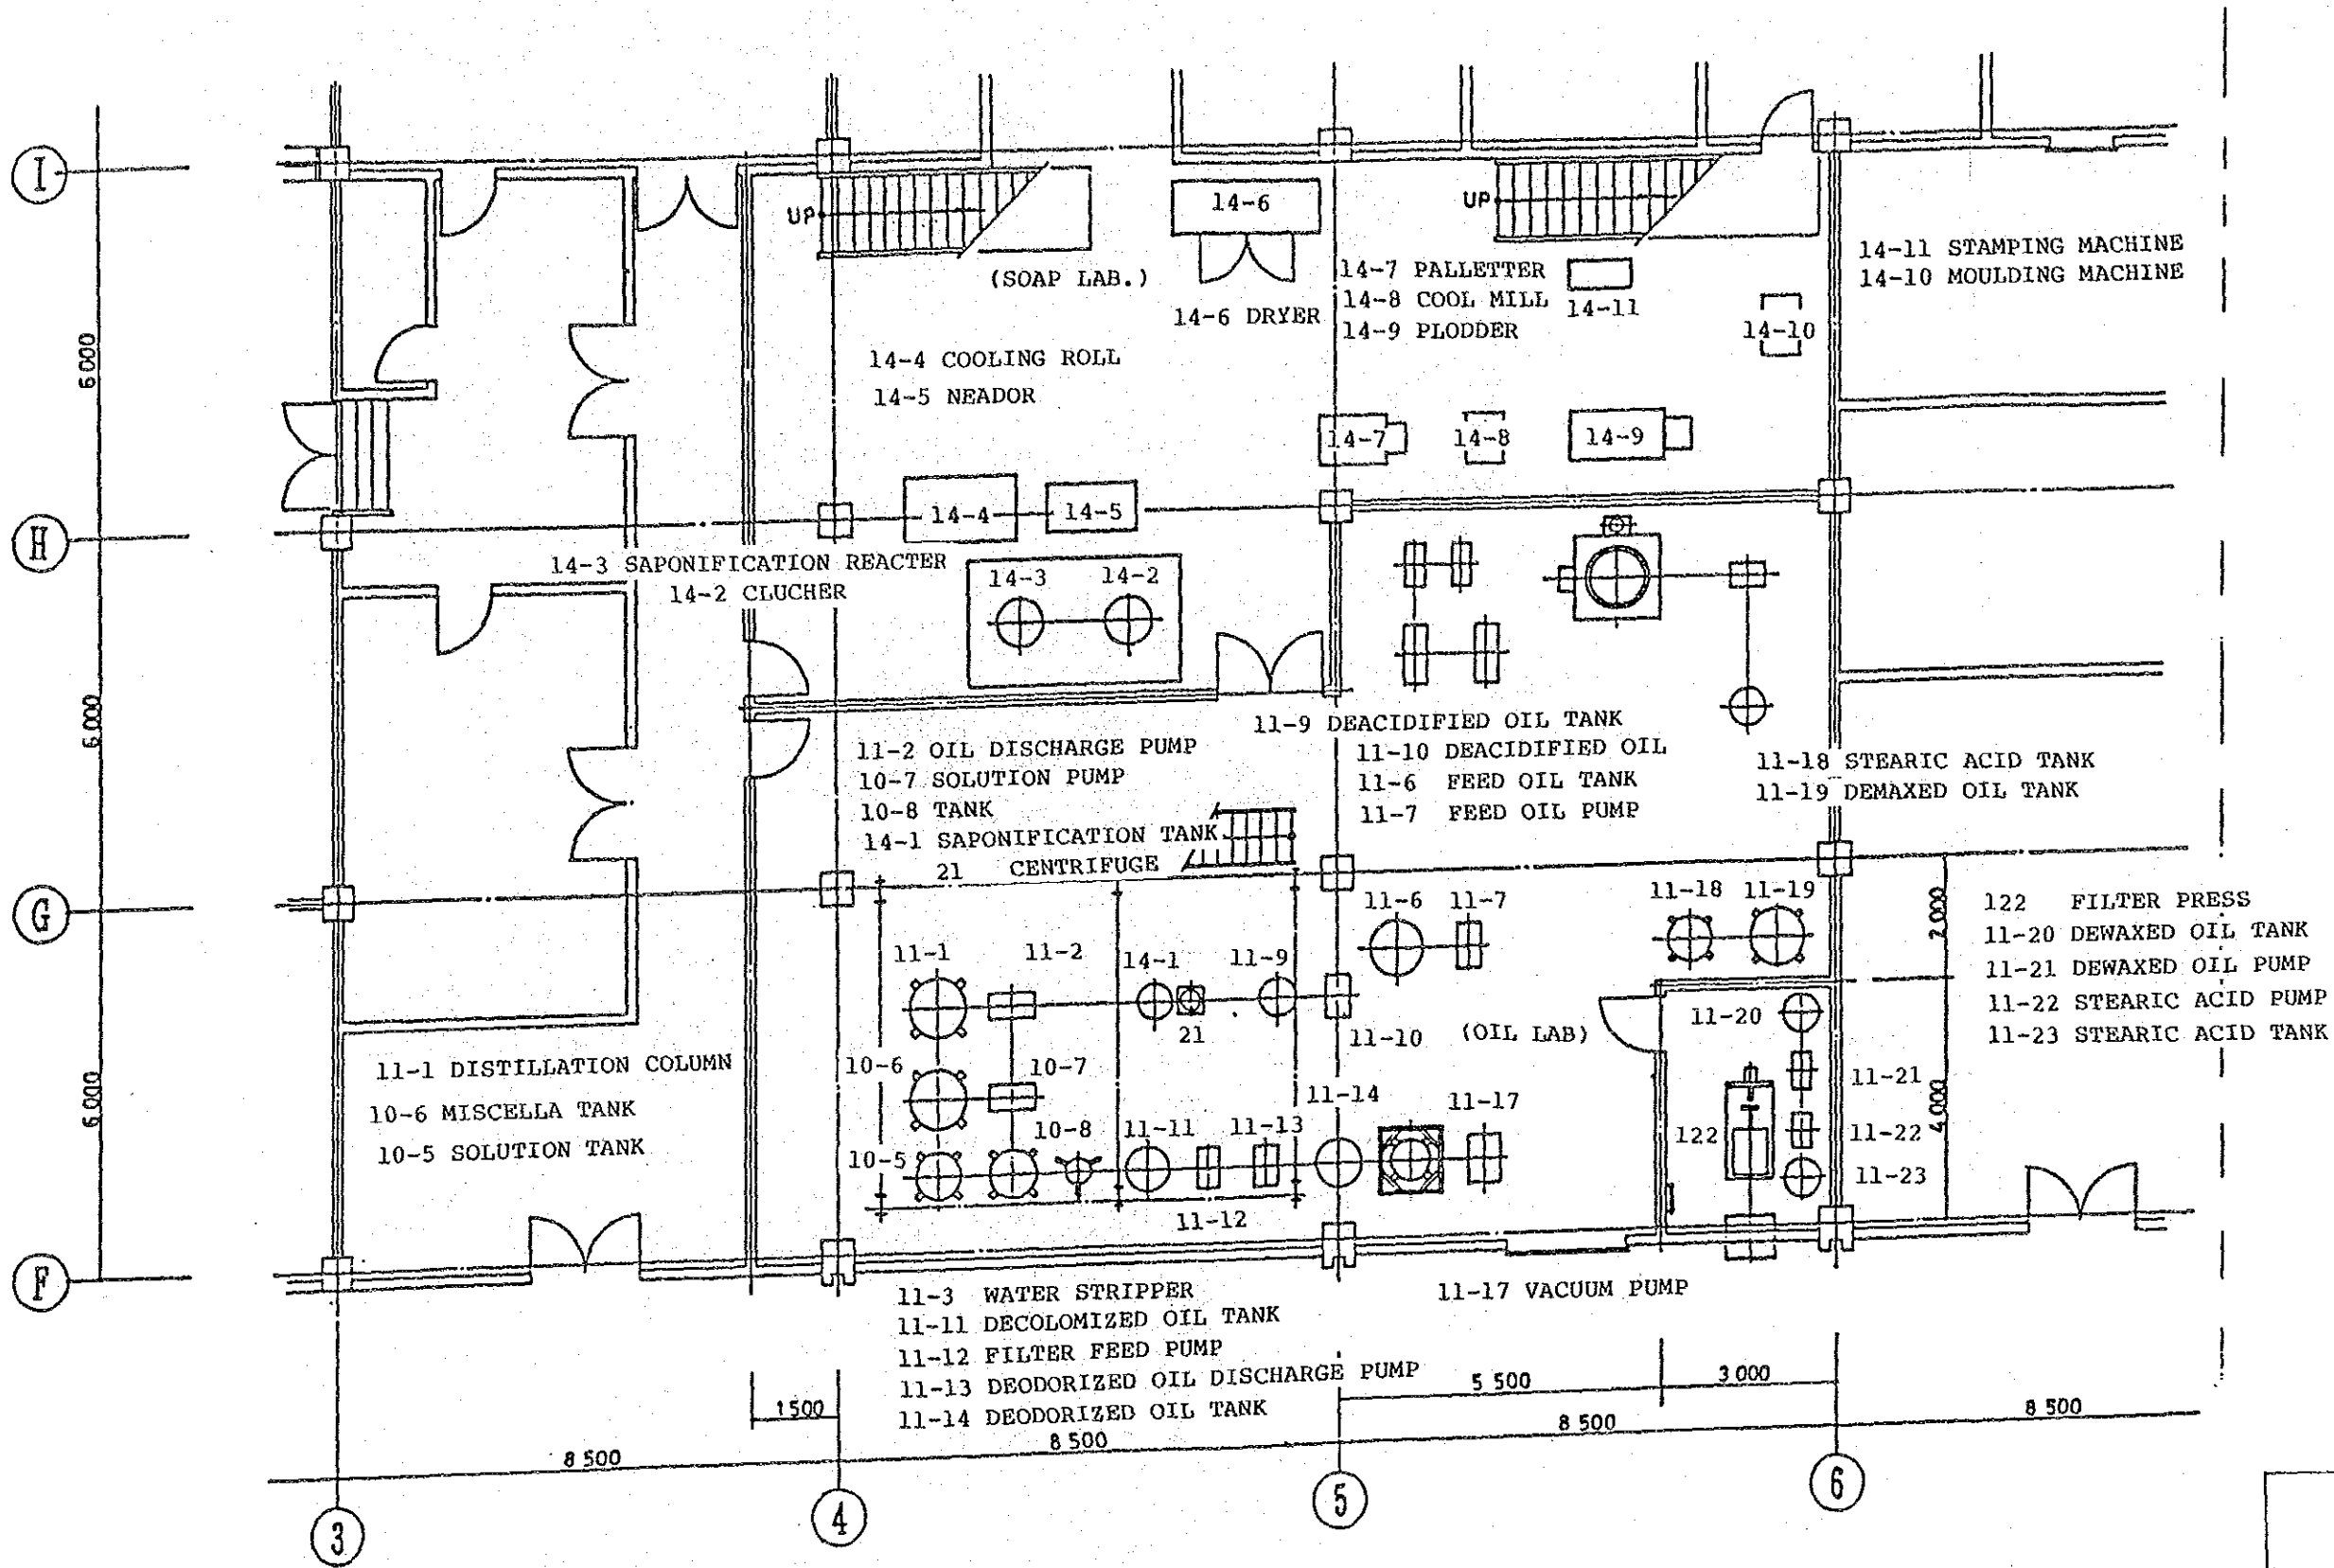 I
UP
14-6
UP
(SOAP LAB.)
14-6 DRYER
14-7 PALLETTER
14-8 COOL MILL
14-9 PLODDER
14-11
14-10
14-11 STAMPING MACHINE
14-10 MOULDING MACHINE
6 000
14-4 COOLING ROLL
14-5 NEADOR
14-7
14-8
14-9
14-4
14-5
H
14-3 SAPONIFICATION REACTER
14-2 CLUCHER
14-3
14-2
6 000
11-2 OIL DISCHARGE PUMP
10-7 SOLUTION PUMP
10-8 TANK
14-1 SAPONIFICATION TANK
21 CENTRIFUGE
11-9 DEACIDIFIED OIL TANK
11-10 DEACIDIFIED OIL
11-6 FEED OIL TANK
11-7 FEED OIL PUMP
11-18 STEARIC ACID TANK
11-19 DEMAXED OIL TANK
G
11-6
11-7
11-18
11-19
2 000
122 FILTER PRESS
11-20 DEWAXED OIL TANK
11-21 DEWAXED OIL PUMP
11-22 STEARIC ACID PUMP
11-23 STEARIC ACID TANK
11-1
11-2
14-1
11-9
21
11-10
(OIL LAB)
11-20
6 000
11-1 DISTILLATION COLUMN
10-6 MISCELLA TANK
10-5 SOLUTION TANK
10-6
10-7
11-14
11-17
11-21
4 000
10-5
10-8
11-11
11-13
122
11-22
11-23
11-12
F
11-3 WATER STRIPPER
11-11 DECOLOMIZED OIL TANK
11-12 FILTER FEED PUMP
11-13 DEODORIZED OIL DISCHARGE PUMP
11-14 DEODORIZED OIL TANK
11-17 VACUUM PUMP
1 500
5 500
3 000
8 500
8 500
8 500
8 500
3
4
5
6